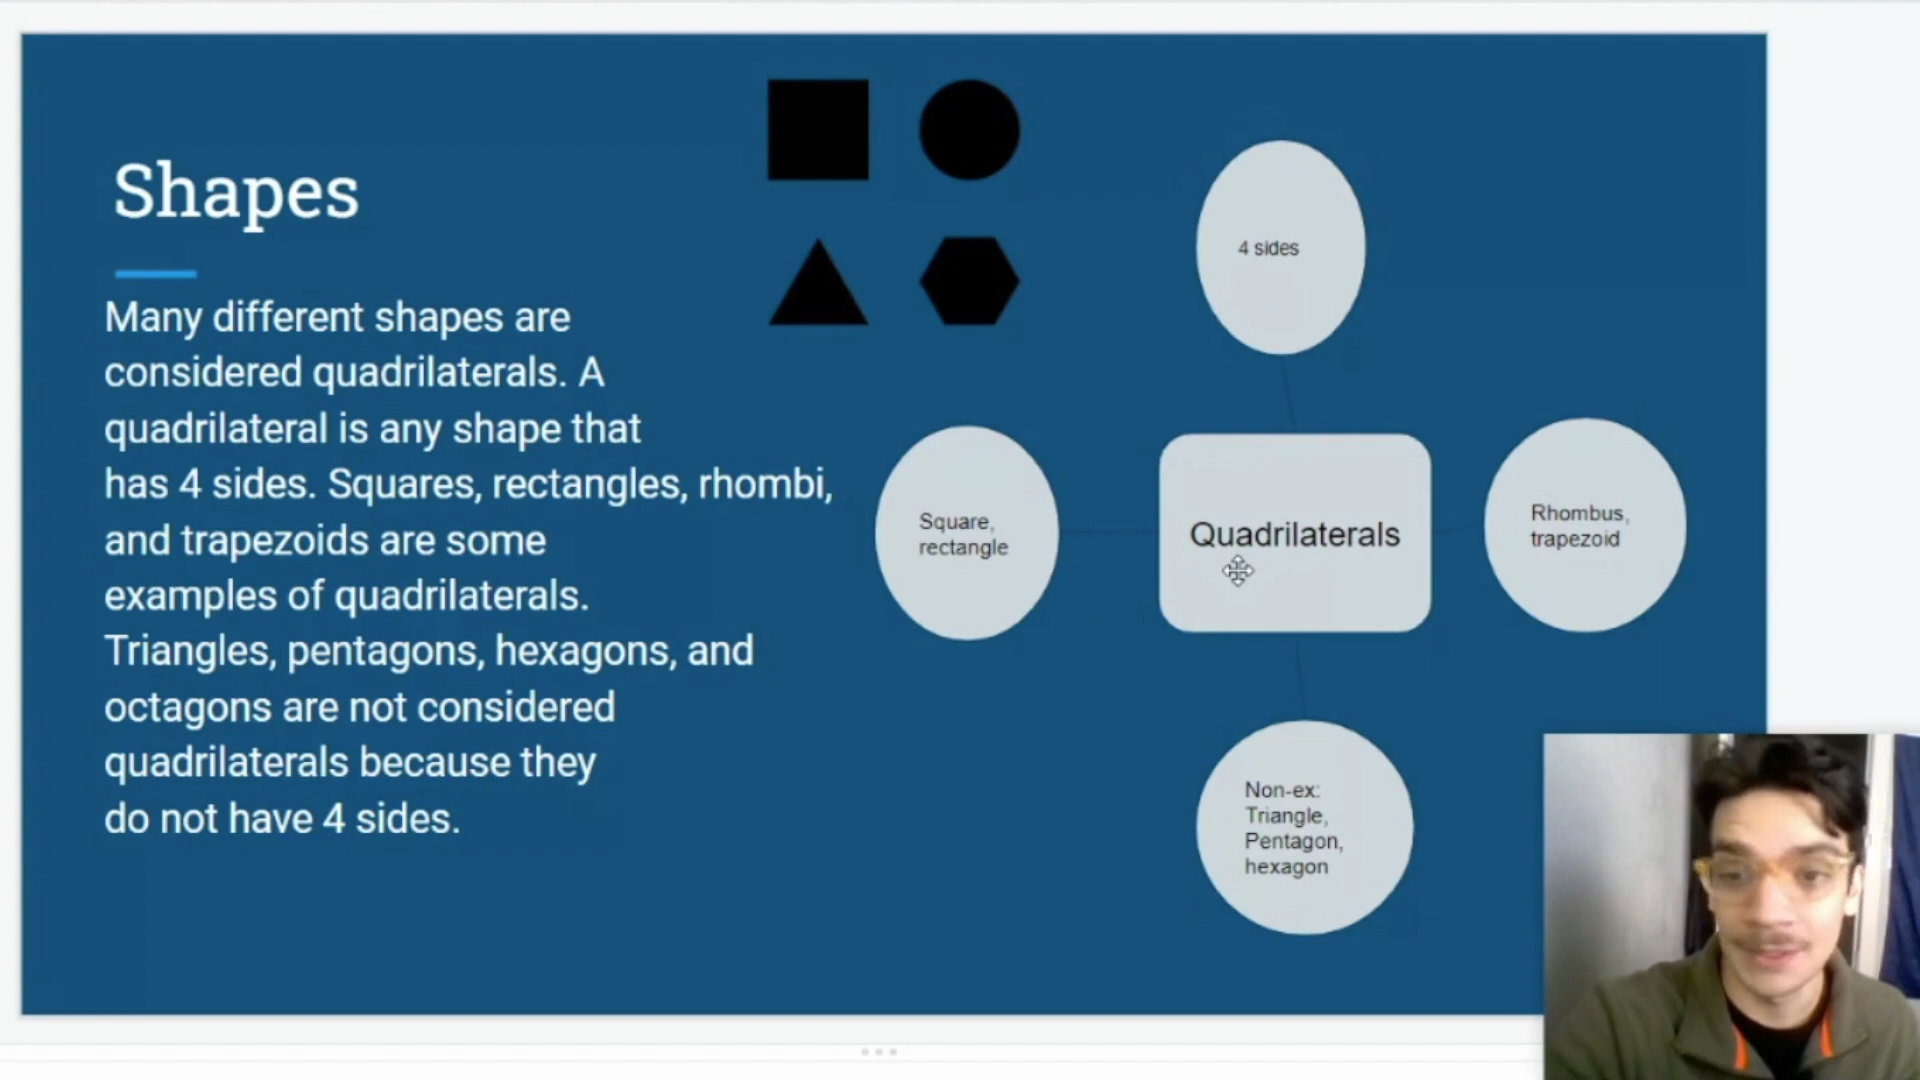 Shapes
Many different shapes are
considered quadrilaterals. A
quadrilateral is any shape that
has 4 sides. Squares, rectangles, rhombi,
and trapezoids are some
examples of quadrilaterals.
Triangles, pentagons, hexagons, and
octagons are not considered
quadrilaterals because they
do not have 4 sides.
4 sides
Square,
rectangle
Quadrilaterals
Rhombus,
trapezoid
Non-ex:
Triangle,
Pentagon,
hexagon